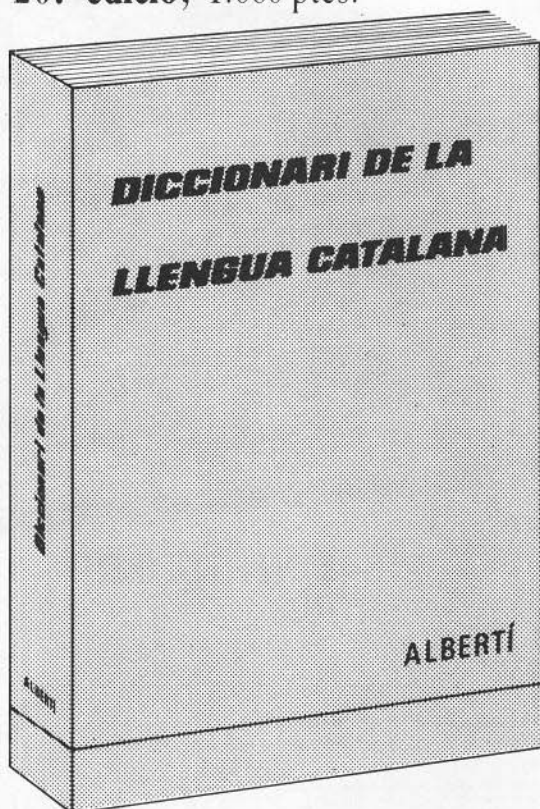 DICCIONARI DE LA
LLENGUA CATALANA
ALBERTÍ
Diccionari de la Llengua Catalana
ALBERTÍ